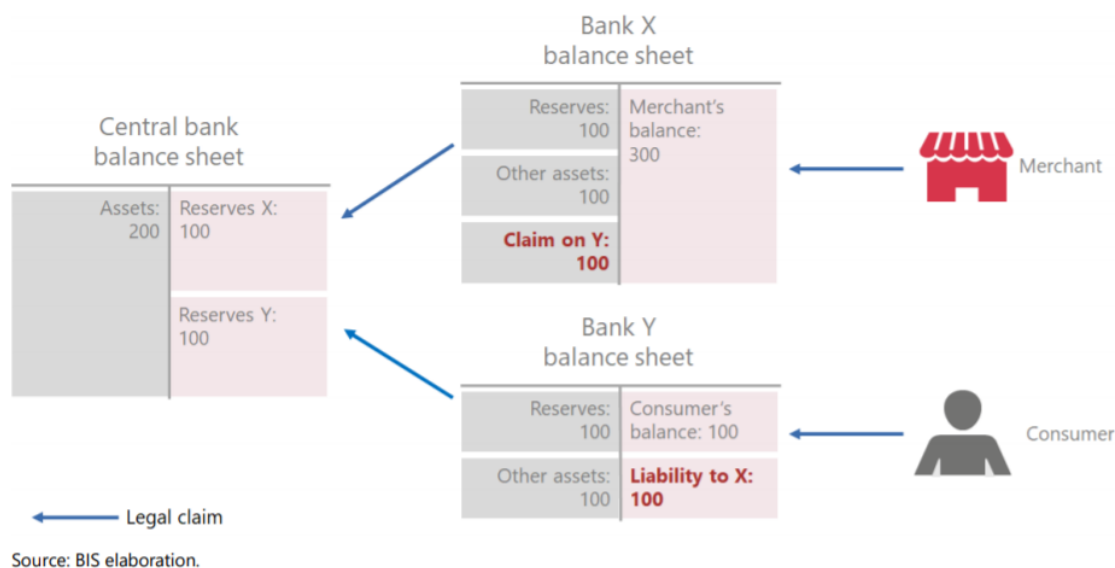 Bank X
balance sheet
Reserves:
100
Merchant's
balance:
300
Other assets:
100
Claim on Y:
100
Merchant
Central bank
balance sheet
Assets:
200
Reserves X:
100
Reserves Y:
100
Bank Y
balance sheet
Reserves:
100
Consumer's
balance: 100
Other assets:
100
Liability to X:
100
Consumer
Legal claim
Source: BIS elaboration.